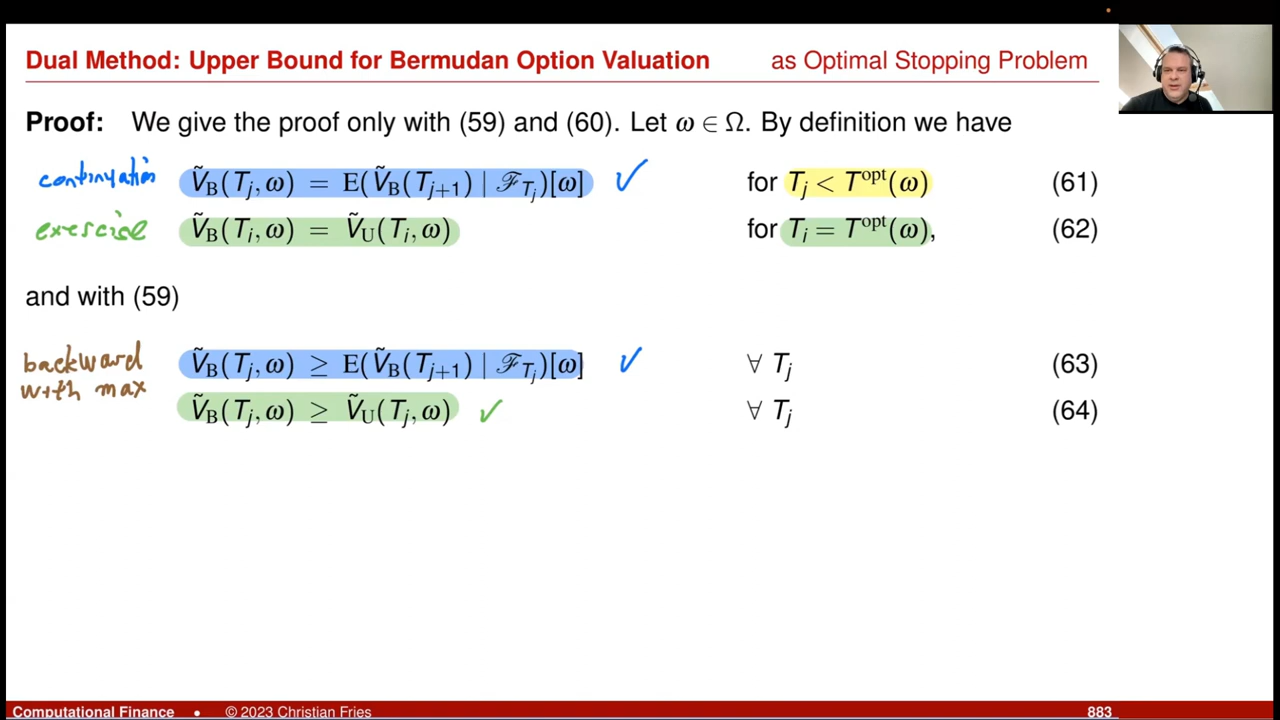 Dual Method: Upper Bound for Bermudan Option Valuation as Optimal Stopping Problem
Proof: We give the proof only with (59) and (60). Let ω ∈ Ω. By definition we have
continuation Ṽ_B(T_j, ω) = E(Ṽ_B(T_{j+1}) | ℱ_{T_j})[ω] ✓ for T_j < T^opt(ω) (61)
exercise Ṽ_B(T_i, ω) = Ṽ_U(T_i, ω) for T_i = T^opt(ω), (62)
and with (59)
backward with max Ṽ_B(T_j, ω) ≥ E(Ṽ_B(T_{j+1}) | ℱ_{T_j})[ω] ✓ ∀ T_j (63)
Ṽ_B(T_j, ω) ≥ Ṽ_U(T_j, ω) ✓ ∀ T_j (64)
Computational Finance • © 2023 Christian Fries 883